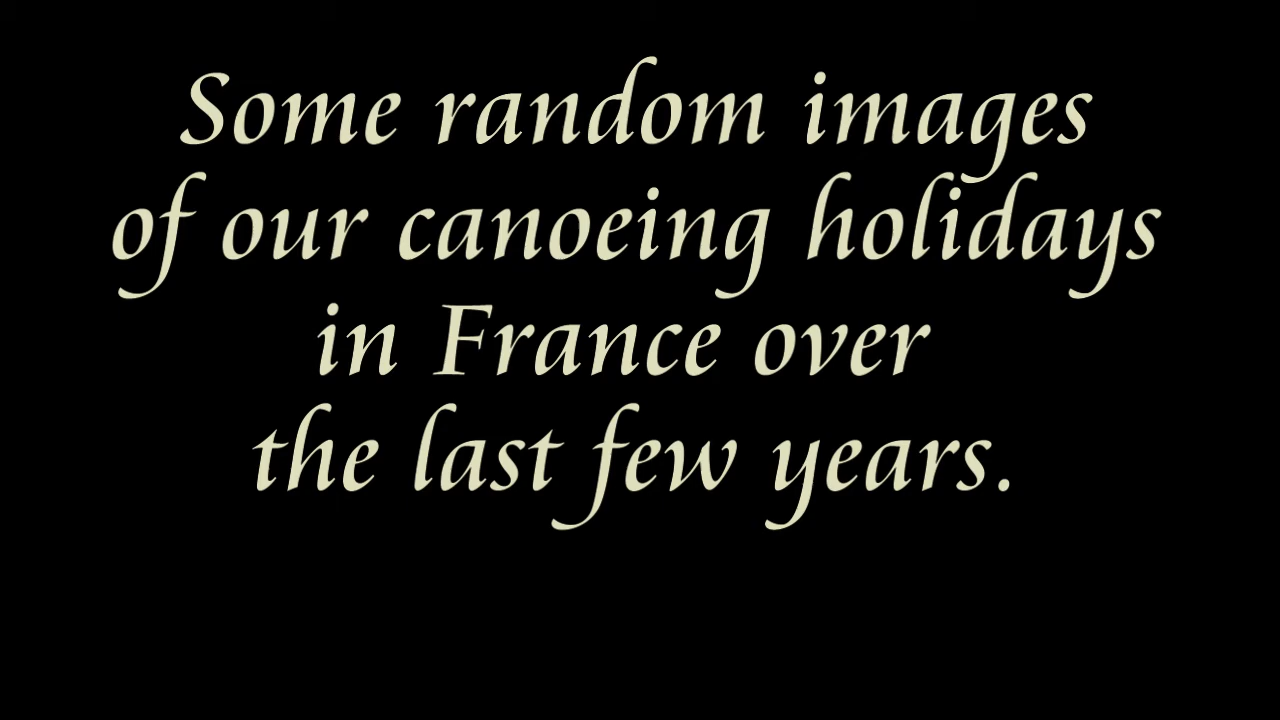 Some random images
of our canoeing holidays
in France over
the last few years.